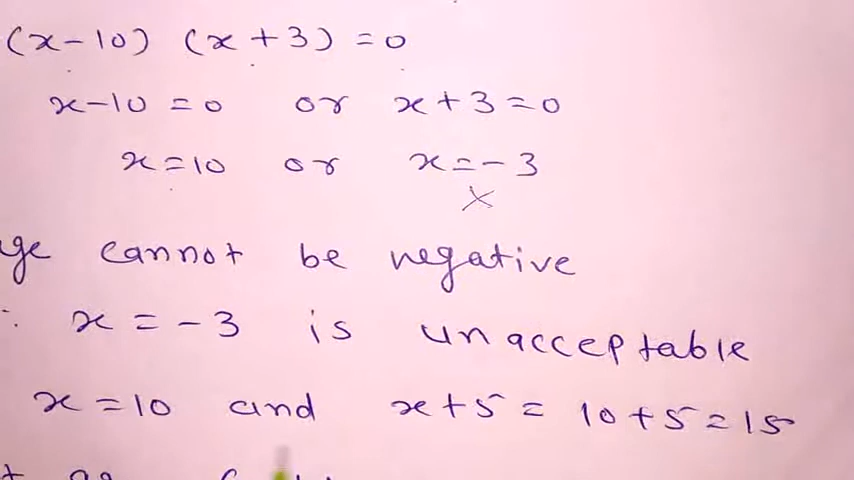 (x-10) (x+3)=0
x-10=0 or x+3=0
x=10 or x=-3
×
cannot be negative
x=-3 is unacceptable
x=10 and x+5=10+5=15